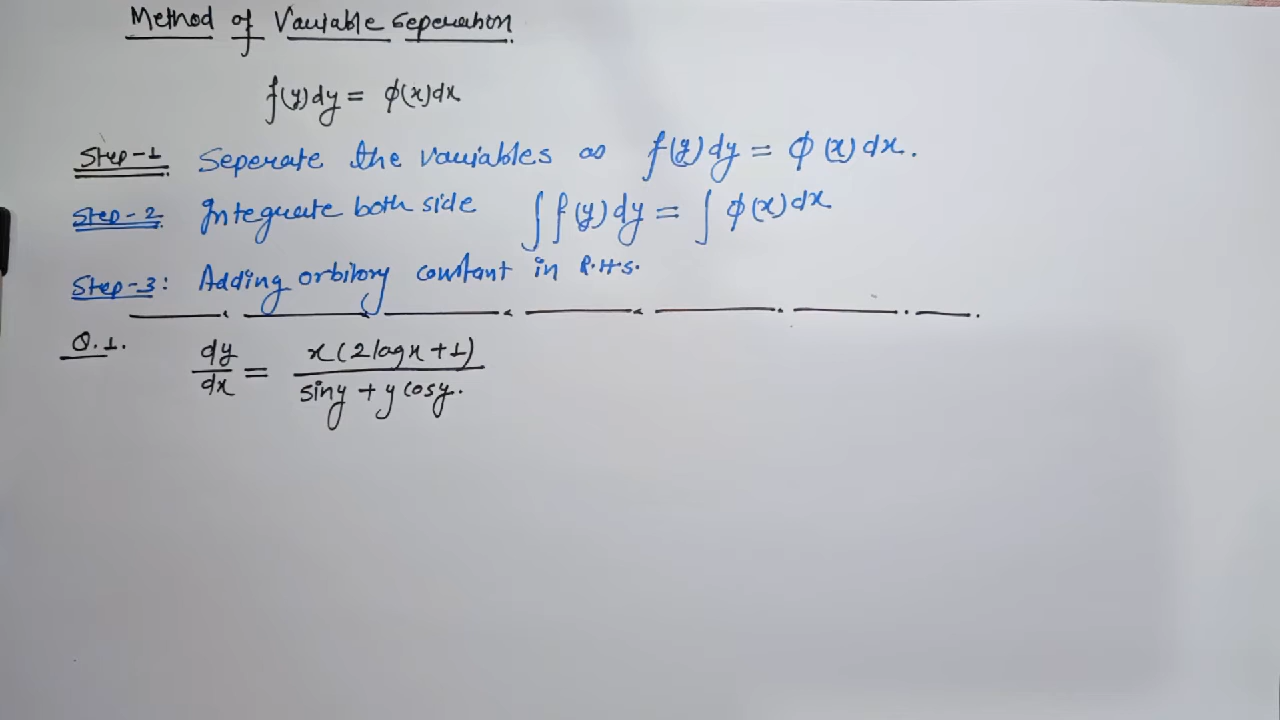 Method of Variable Seperation
f(y)dy = ϕ(x)dx
Step-1 Seperate the variables as f(y)dy = ϕ(x)dx.
Step-2 Integrate both side ∫f(y)dy = ∫ϕ(x)dx
Step-3: Adding orbitory constant in R.H.S.
Q.1. dy/dx = x(2logx+1)/siny+ycosy.